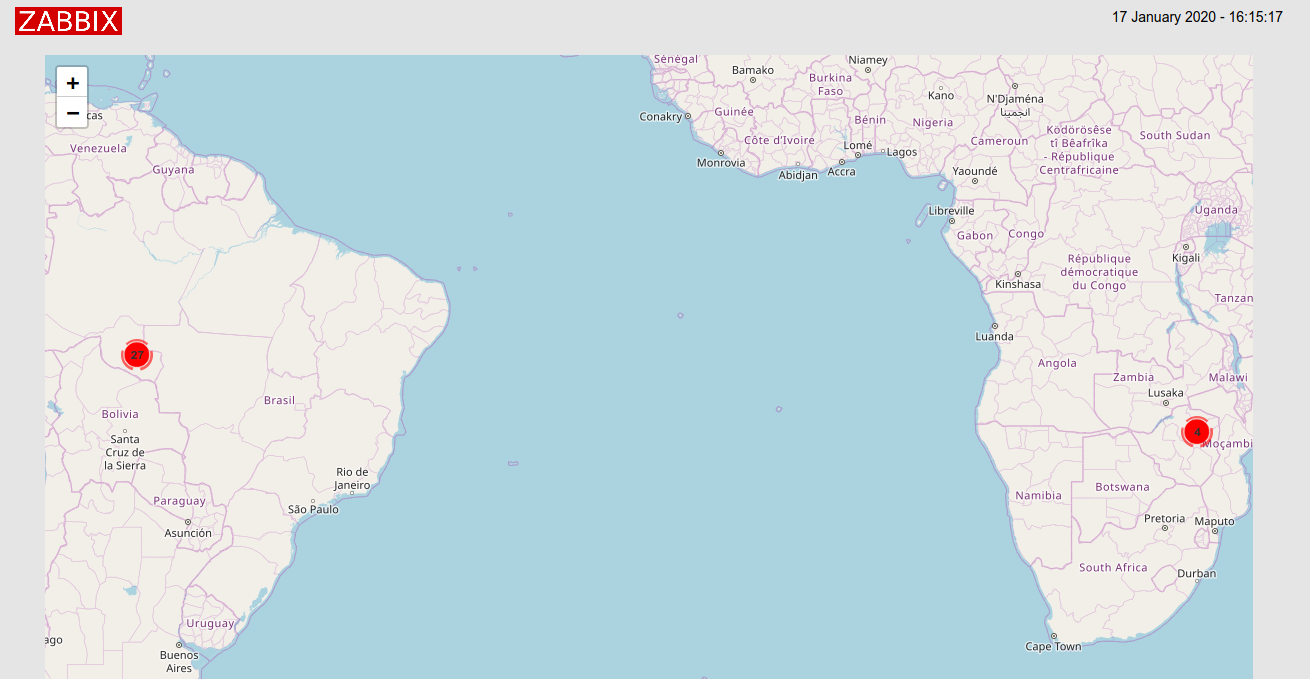 ZABBIX
17 January 2020 - 16:15:17
+
−
cas
Venezuela
Guyana
Sénégal
Bamako
Niamey
Burkina
Faso
Kano
N'Djaména
انجمينا
Conakry
Guinée
Bénin
Nigeria
Côte d'Ivoire
Lomé
Lagos
Cameroun
Ködörösêse
tî Bêafrîka
- République
Centrafricaine
South Sudan
Monrovia
Abidjan
Accra
Yaoundé
Libreville
Gabon
Congo
Uganda
Kigali
République
démocratique
du Congo
Kinshasa
Tanzan
Luanda
27
Brasil
Bolivia
Santa
Cruz de
la Sierra
Angola
Zambia
Malawi
Lusaka
4
Moçambi
Rio de
Janeiro
São Paulo
Paraguay
Asunción
Namibia
Botswana
Pretoria
Maputo
South Africa
Durban
Uruguay
ago
Buenos
Aires
Cape Town